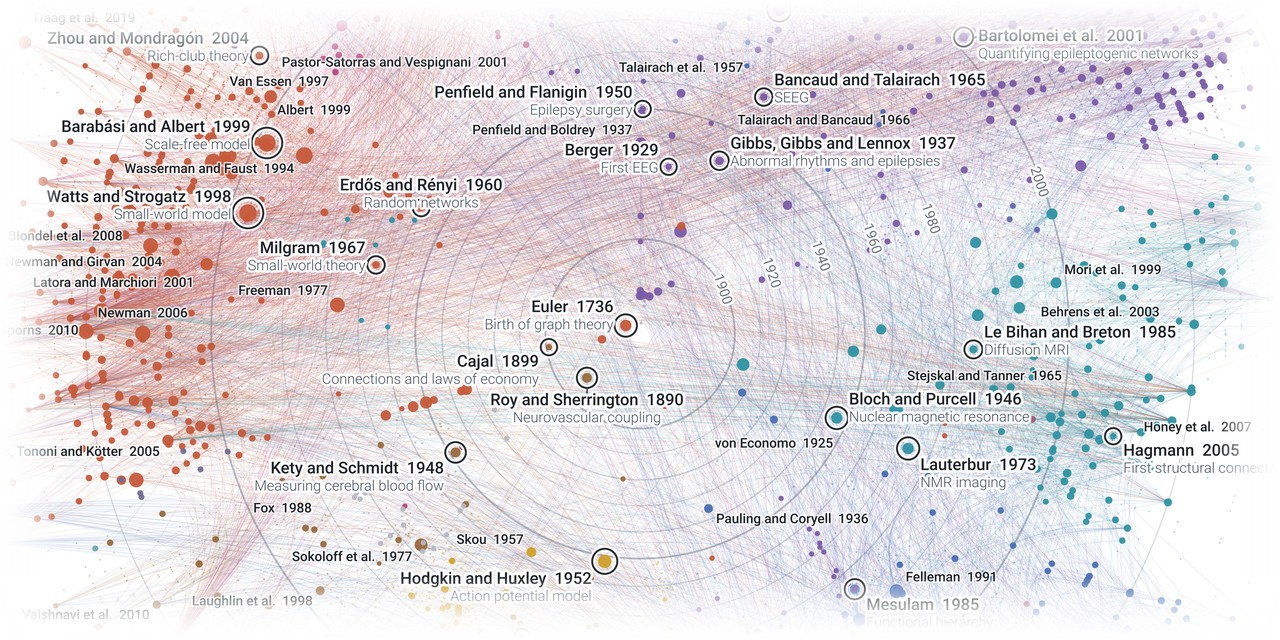 Traag et al. 2019
Zhou and Mondragón 2004
Rich-club theory
Bartoloméi et al. 2001
Quantifying epileptogenic networks
Pastor-Satorras and Vespignani 2001
Talairach et al. 1957
Van Essen 1997
Bancaud and Talairach 1965
SEEG
Penfield and Flanigin 1950
Epilepsy surgery
Albert 1999
Talairach and Bancaud 1966
Barabási and Albert 1999
Scale-free model
Penfield and Boldrey 1937
Gibbs, Gibbs and Lennox 1937
Abnormal rhythms and epilepsies
Berger 1929
First EEG
Wasserman and Faust 1994
Erdős and Rényi 1960
Random networks
Watts and Strogatz 1998
Small-world model
2000
1980
1960
1940
1920
1900
Blondel et al. 2008
Milgram 1967
Small-world theory
Newman and Girvan 2004
Mori et al. 1999
Latora and Marchiori 2001
Freeman 1977
Euler 1736
Birth of graph theory
Newman 2006
Behrens et al. 2003
orns 2010
Le Bihan and Breton 1985
Diffusion MRI
Cajal 1899
Connections and laws of economy
Stejskal and Tanner 1965
Roy and Sherrington 1890
Neurovascular coupling
Bloch and Purcell 1946
Nuclear magnetic resonance
Honey et al. 2007
von Economo 1925
Tononi and Kötter 2005
Hagmann 2005
First structural connec
Kety and Schmidt 1948
Measuring cerebral blood flow
Lauterbur 1973
NMR imaging
Fox 1988
Pauling and Coryell 1936
Skou 1957
Sokoloff et al. 1977
Hodgkin and Huxley 1952
Action potential model
Felleman 1991
Laughlin et al. 1998
Mesulam 1985
Functional hierarchy
Vaishnavi et al. 2010